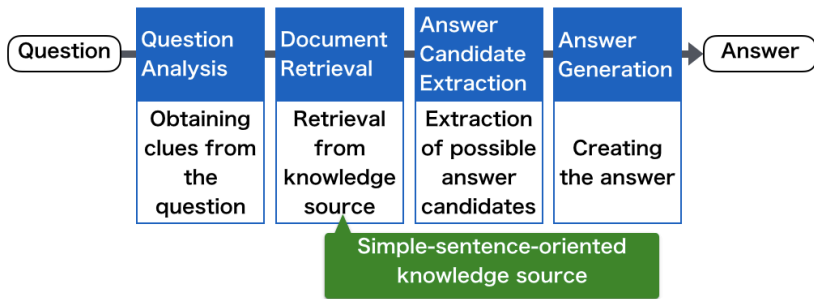 Question
Question
Analysis
Document
Retrieval
Answer
Candidate
Extraction
Answer
Generation
Answer
Obtaining
clues from
the
question
Retrieval
from
knowledge
source
Extraction
of possible
answer
candidates
Creating
the answer
Simple-sentence-oriented
knowledge source